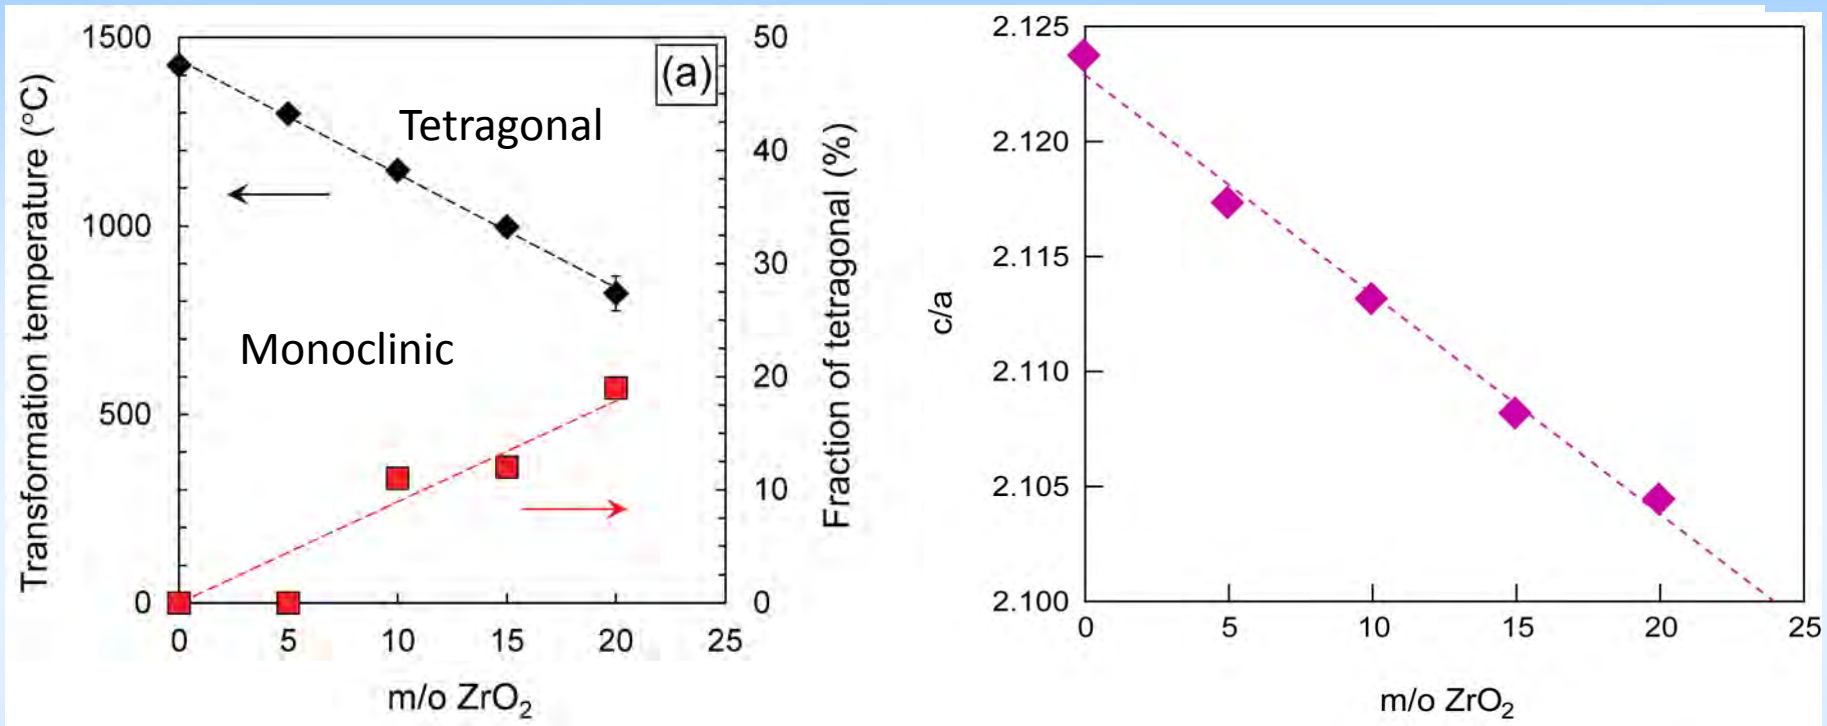 Transformation temperature (°C)
1500
1000
500
0
(a)
Tetragonal
Monoclinic
50
40
30
20
10
0
Fraction of tetragonal (%)
0 5 10 15 20 25
m/o ZrO₂
c/a
2.125
2.120
2.115
2.110
2.105
2.100
0 5 10 15 20 25
m/o ZrO₂